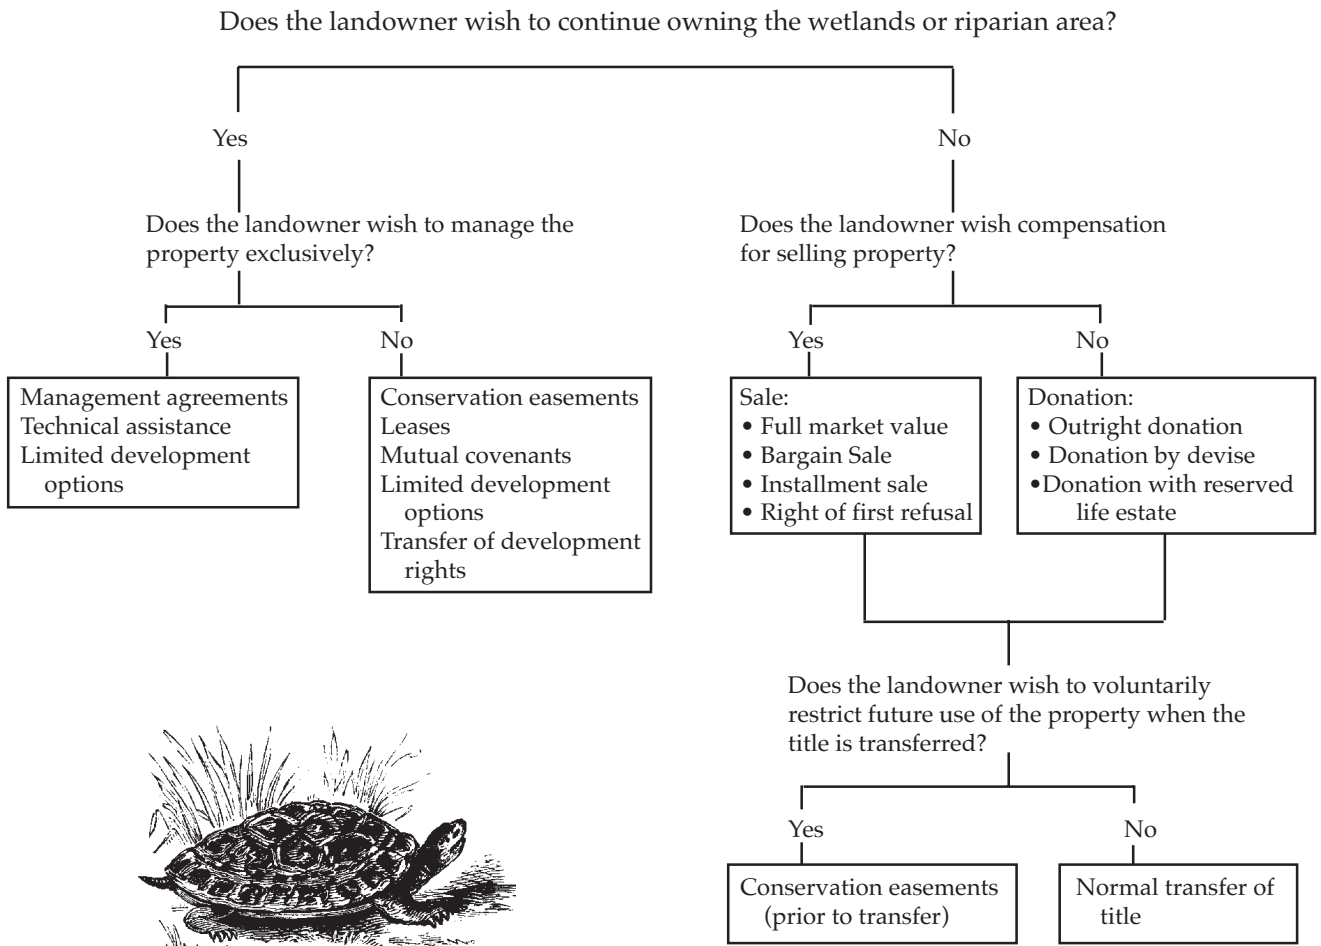 Does the landowner wish to continue owning the wetlands or riparian area?
Yes
No
Does the landowner wish to manage the
property exclusively?
Does the landowner wish compensation
for selling property?
Yes
No
Yes
No
Management agreements
Technical assistance
Limited development
options
Conservation easements
Leases
Mutual covenants
Limited development
options
Transfer of development
rights
Sale:
• Full market value
• Bargain Sale
• Installment sale
• Right of first refusal
Donation:
• Outright donation
• Donation by devise
•Donation with reserved
life estate
Does the landowner wish to voluntarily
restrict future use of the property when the
title is transferred?
Yes
No
Conservation easements
(prior to transfer)
Normal transfer of
title